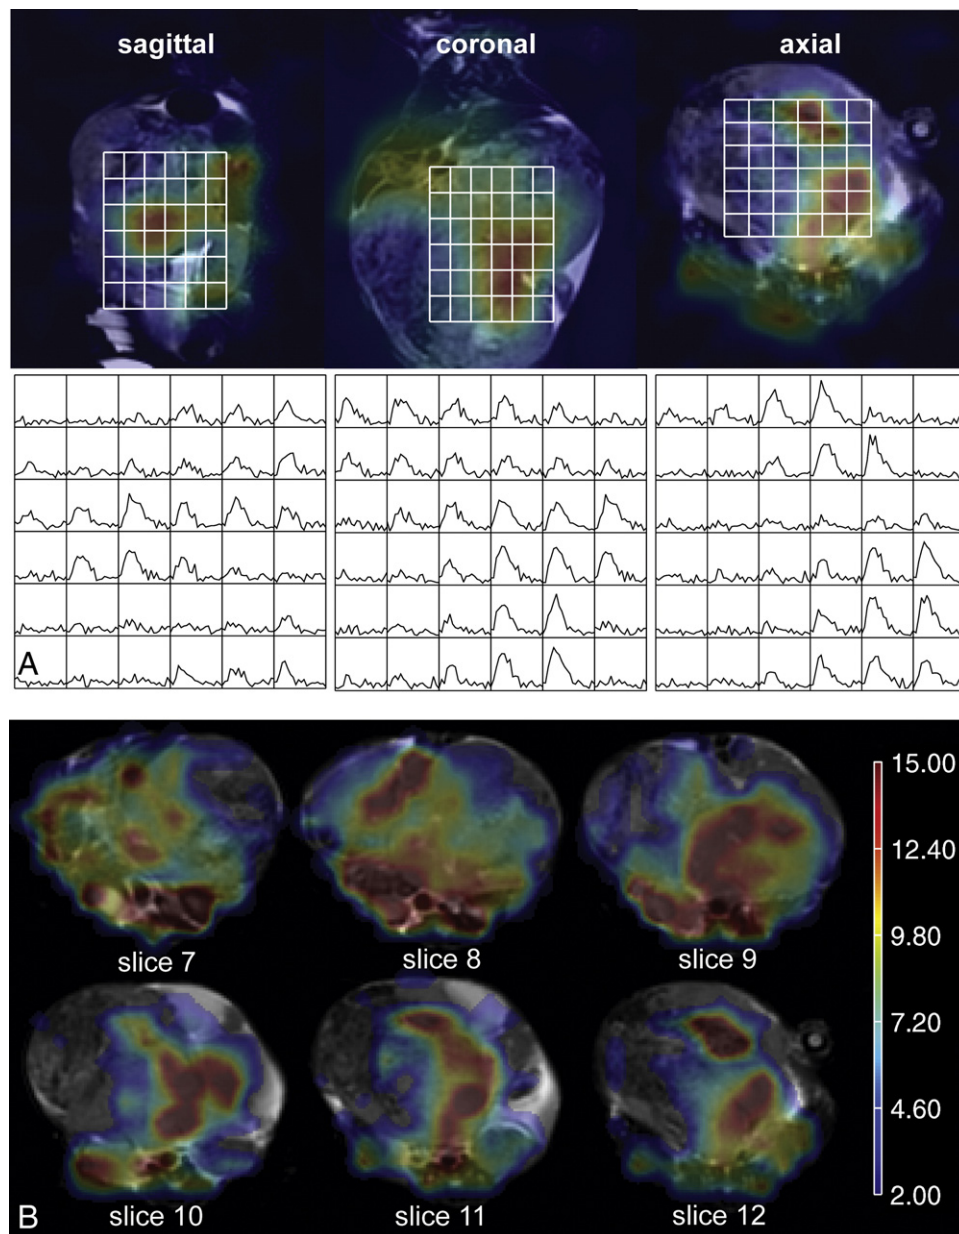 sagittal coronal axial
A
15.00
12.40
9.80
slice 7 slice 8 slice 9
7.20
4.60
2.00
slice 10 slice 11 slice 12
B